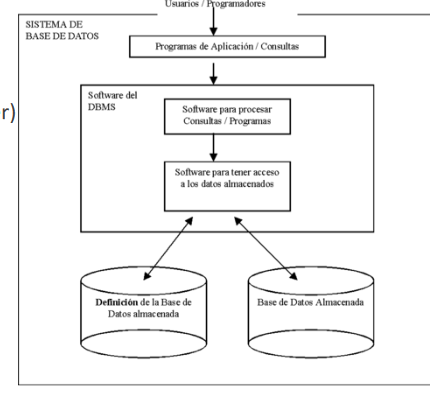 Usuarios / Programadores
SISTEMA DE
BASE DE DATOS
Programas de Aplicación / Consultas
Software del
DBMS
r)
Software para procesar
Consultas / Programas
Software para tener acceso
a los datos almacenados
Definición de la Base de
Datos almacenada
Base de Datos Almacenada